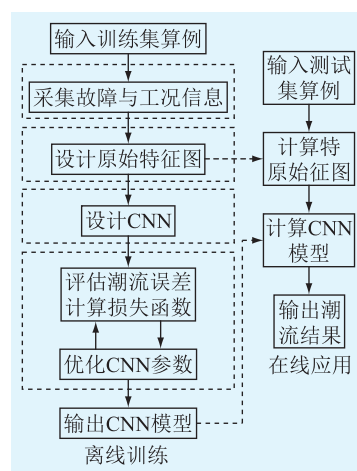 输入训练集算例
采集故障与工况信息
设计原始特征图
设计CNN
评估潮流误差
计算损失函数
优化CNN参数
输出CNN模型
离线训练
输入测试
集算例
计算特
原始征图
计算CNN
模型
输出潮
流结果
在线应用